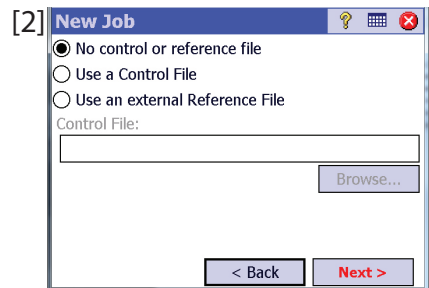 [2]
New Job
No control or reference file
Use a Control File
Use an external Reference File
Control File:
Browse...
< Back
Next >